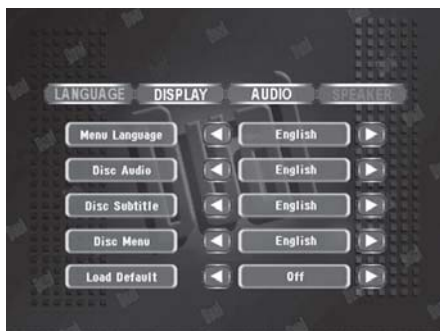 LANGUAGE DISPLAY AUDIO SPEAKER
Menu Language English
Disc Audio English
Disc Subtitle English
Disc Menu English
Load Default Off